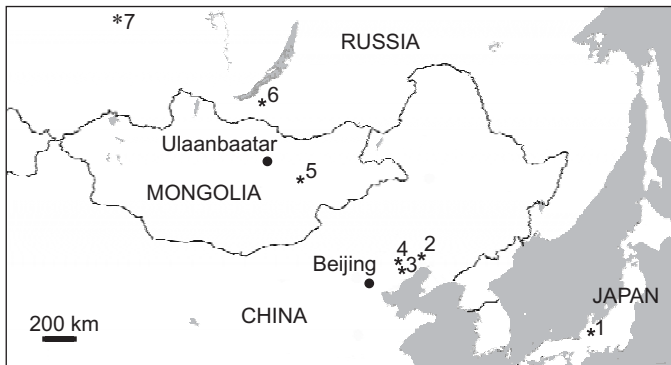 *7
RUSSIA
*6
Ulaanbaatar
*5
MONGOLIA
4
* *2
*3
Beijing
JAPAN
CHINA
*1
200 km